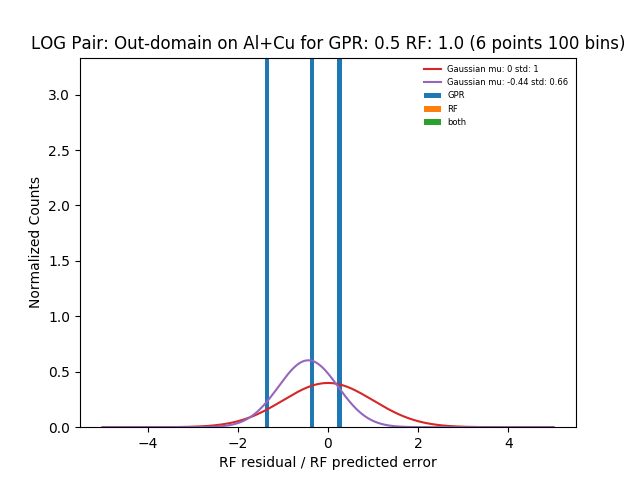 LOG Pair: Out-domain on Al+Cu for GPR: 0.5 RF: 1.0 (6 points 100 bins)
Gaussian mu: 0 std: 1
Gaussian mu: -0.44 std: 0.66
GPR
RF
both
Normalized Counts
3.0
2.5
2.0
1.5
1.0
0.5
0.0
−4
−2
0
2
4
RF residual / RF predicted error